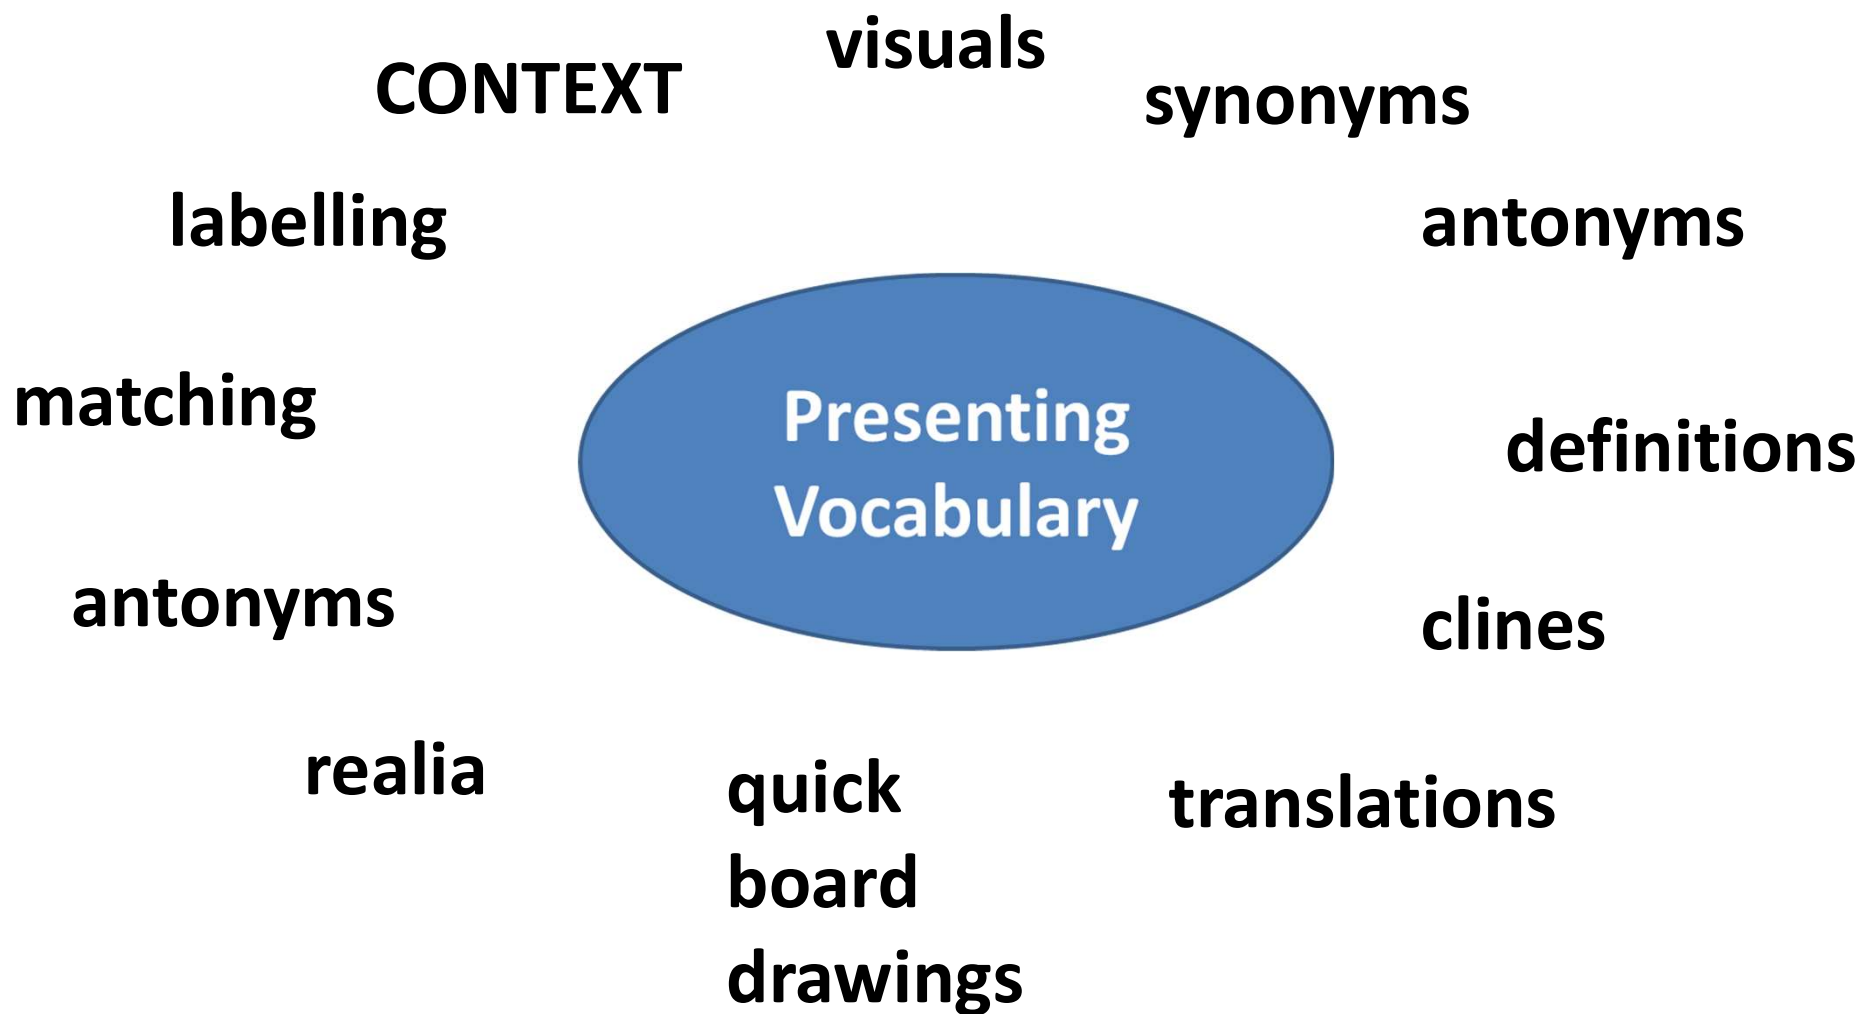 visuals
CONTEXT
synonyms
labelling
antonyms
matching
Presenting
Vocabulary
definitions
antonyms
clines
realia
quick
board
drawings
translations